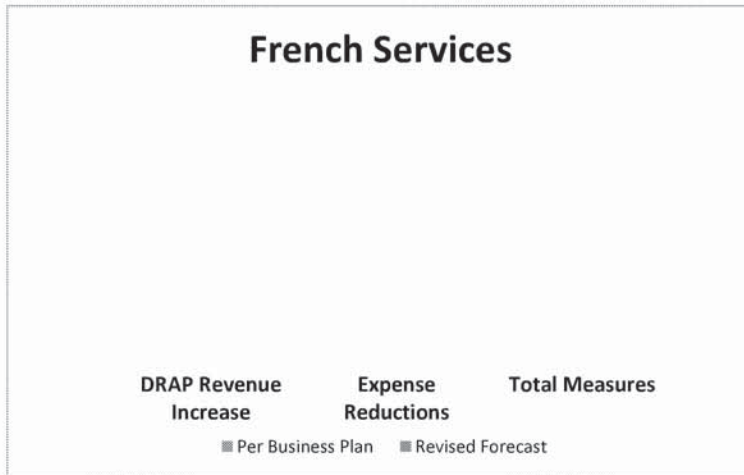 French Services
DRAP Revenue Increase
Expense Reductions
Total Measures
Per Business Plan
Revised Forecast